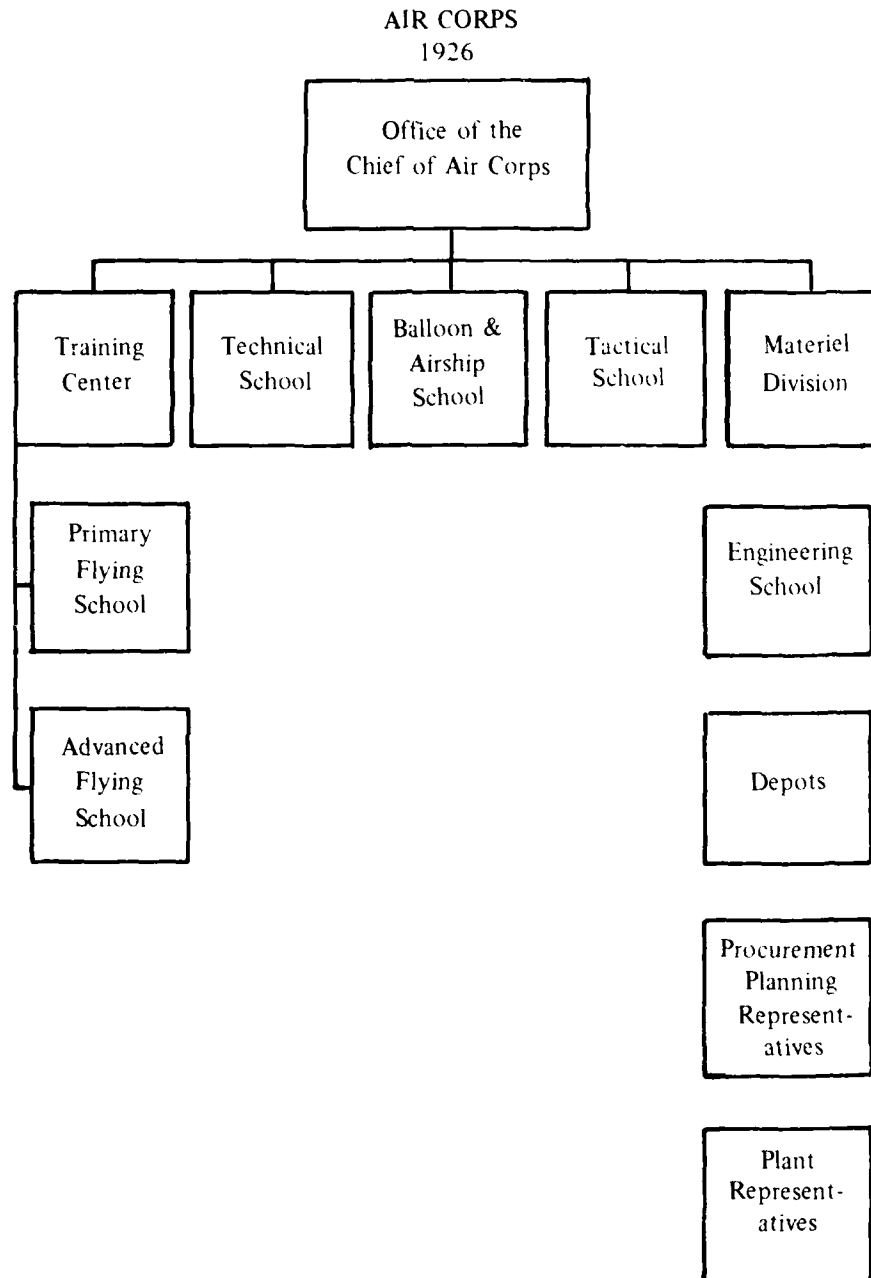 AIR CORPS
1926
Office of the
Chief of Air Corps
Training
Center
Technical
School
Balloon &
Airship
School
Tactical
School
Materiel
Division
Primary
Flying
School
Engineering
School
Advanced
Flying
School
Depots
Procurement
Planning
Represent-
atives
Plant
Represent-
atives